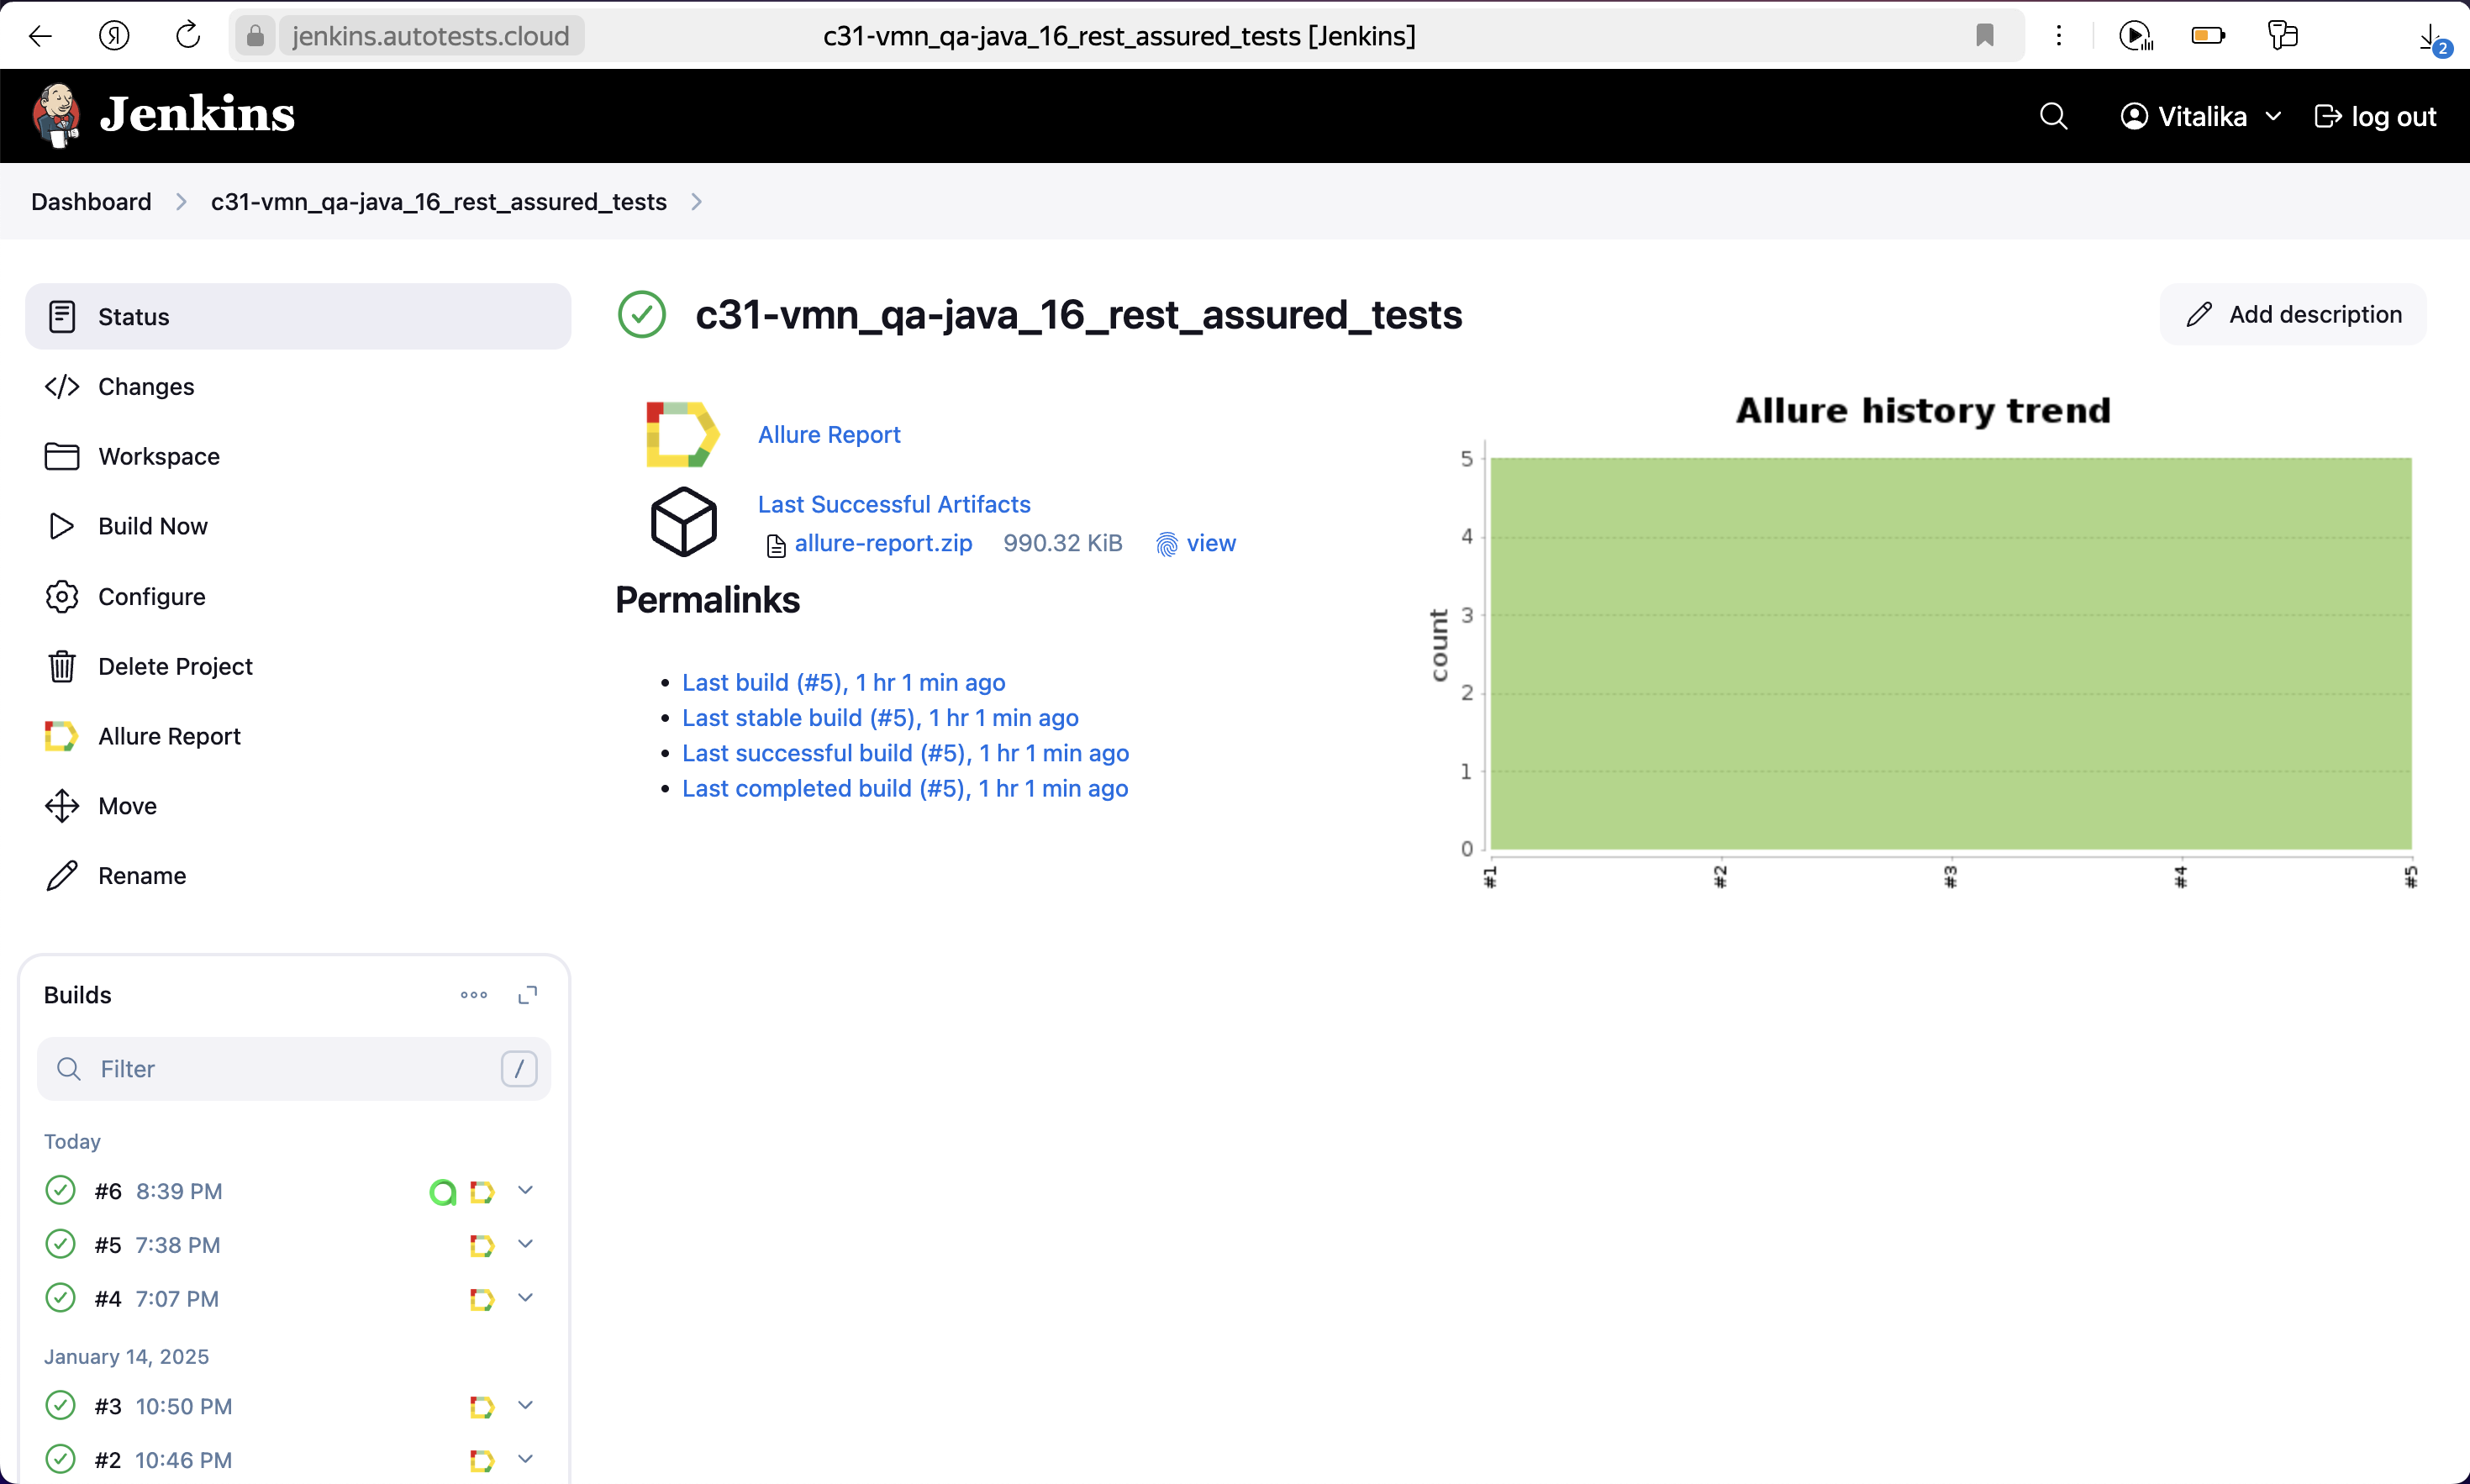 Я
jenkins.autotests.cloud
c31-vmn_qa-java_16_rest_assured_tests [Jenkins]
2
Jenkins
Vitalika
log out
Dashboard
c31-vmn_qa-java_16_rest_assured_tests
Status
Changes
Workspace
Build Now
Configure
Delete Project
Allure Report
Move
Rename
c31-vmn_qa-java_16_rest_assured_tests
Add description
Allure Report
Last Successful Artifacts
allure-report.zip 990.32 KiB view
Permalinks
Last build (#5), 1 hr 1 min ago
Last stable build (#5), 1 hr 1 min ago
Last successful build (#5), 1 hr 1 min ago
Last completed build (#5), 1 hr 1 min ago
Allure history trend
count
5
4
3
2
1
0
#1 #2 #3 #4 #5
Builds
Filter /
Today
#6 8:39 PM
#5 7:38 PM
#4 7:07 PM
January 14, 2025
#3 10:50 PM
#2 10:46 PM